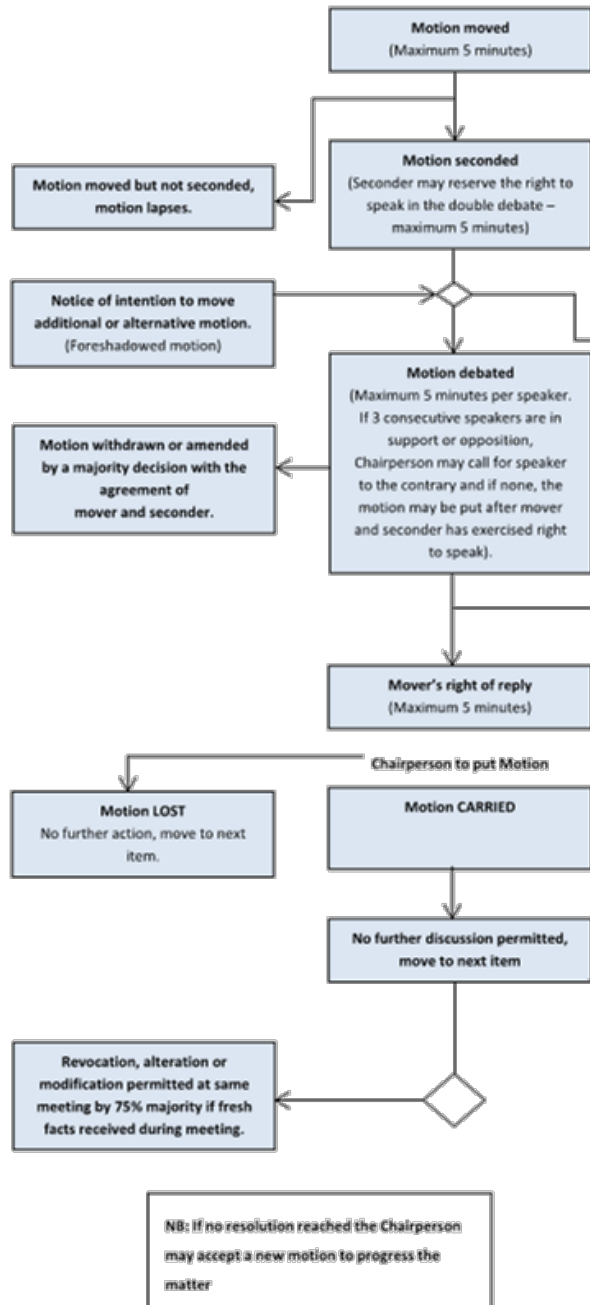 Motion moved
(Maximum 5 minutes)
Motion seconded
(Seconder may reserve the right to
speak in the double debate –
maximum 5 minutes)
Motion moved but not seconded,
motion lapses.
Notice of intention to move
additional or alternative motion.
(Foreshadowed motion)
Motion debated
(Maximum 5 minutes per speaker.
If 3 consecutive speakers are in
support or opposition,
Chairperson may call for speaker
to the contrary and if none, the
motion may be put after mover
and seconder has exercised right
to speak).
Motion withdrawn or amended
by a majority decision with the
agreement of
mover and seconder.
Mover's right of reply
(Maximum 5 minutes)
Chairperson to put Motion
Motion LOST
No further action, move to next
item.
Motion CARRIED
No further discussion permitted,
move to next item
Revocation, alteration or
modification permitted at same
meeting by 75% majority if fresh
facts received during meeting.
NB: If no resolution reached the Chairperson
may accept a new motion to progress the
matter